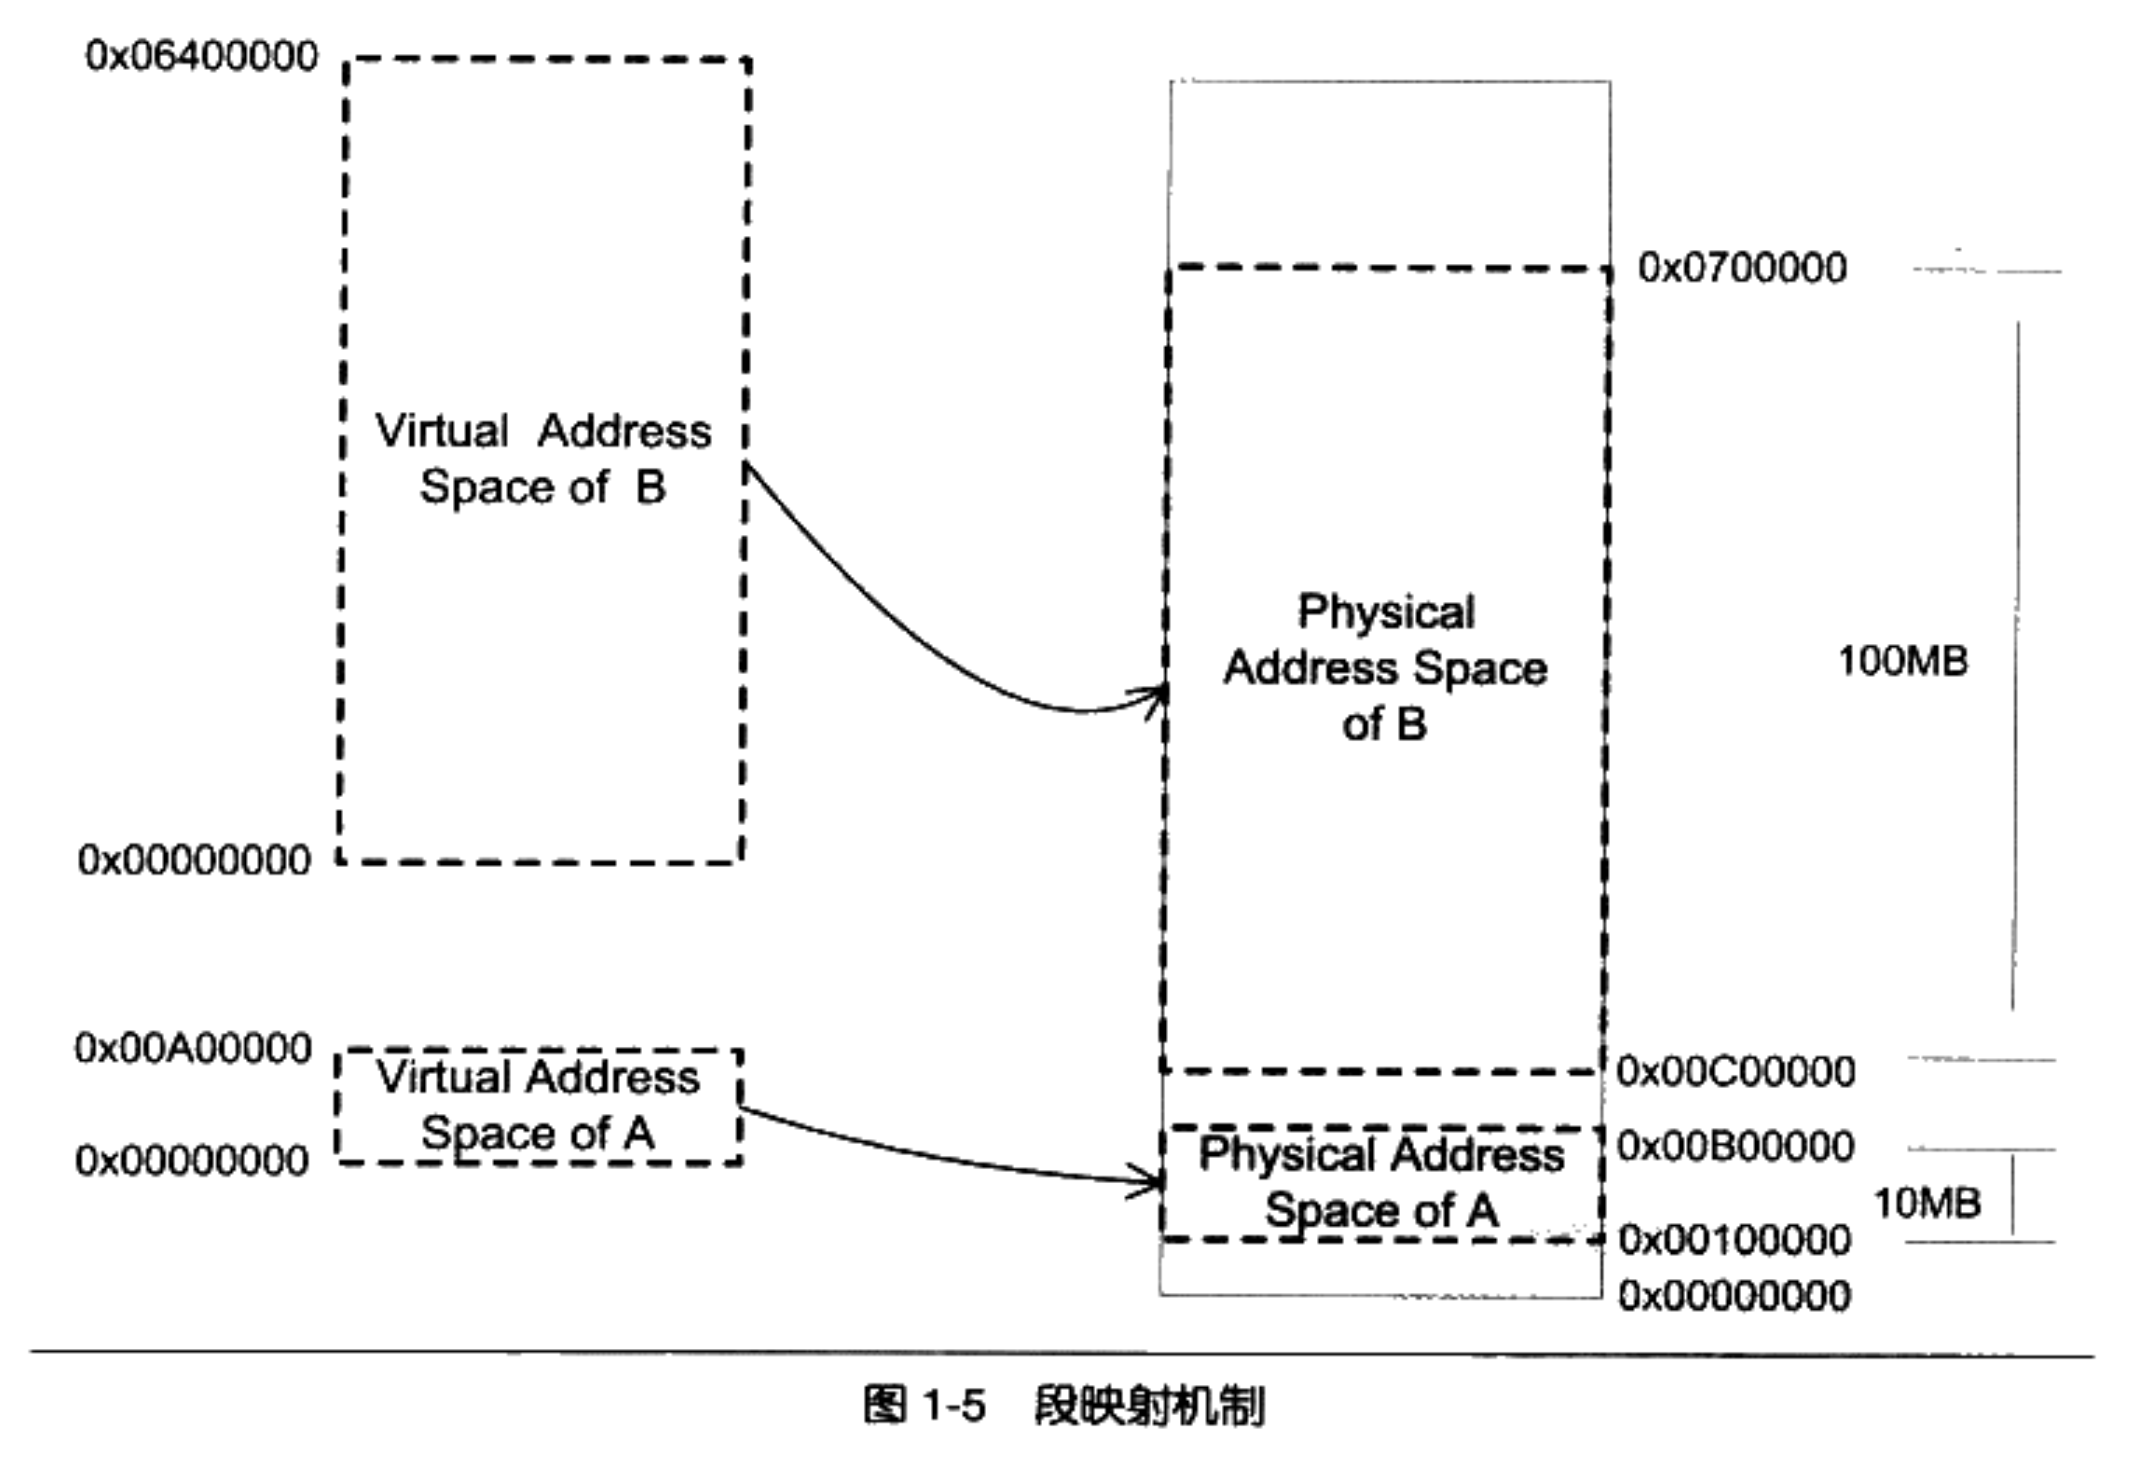 0x06400000
0x0700000
Virtual Address
Space of B
Physical
Address Space
of B
100MB
0x00000000
0x00A00000
Virtual Address
Space of A
0x00000000
0x00C00000
0x00B00000
Physical Address
Space of A
10MB
0x00100000
0x00000000
图 1-5 段映射机制